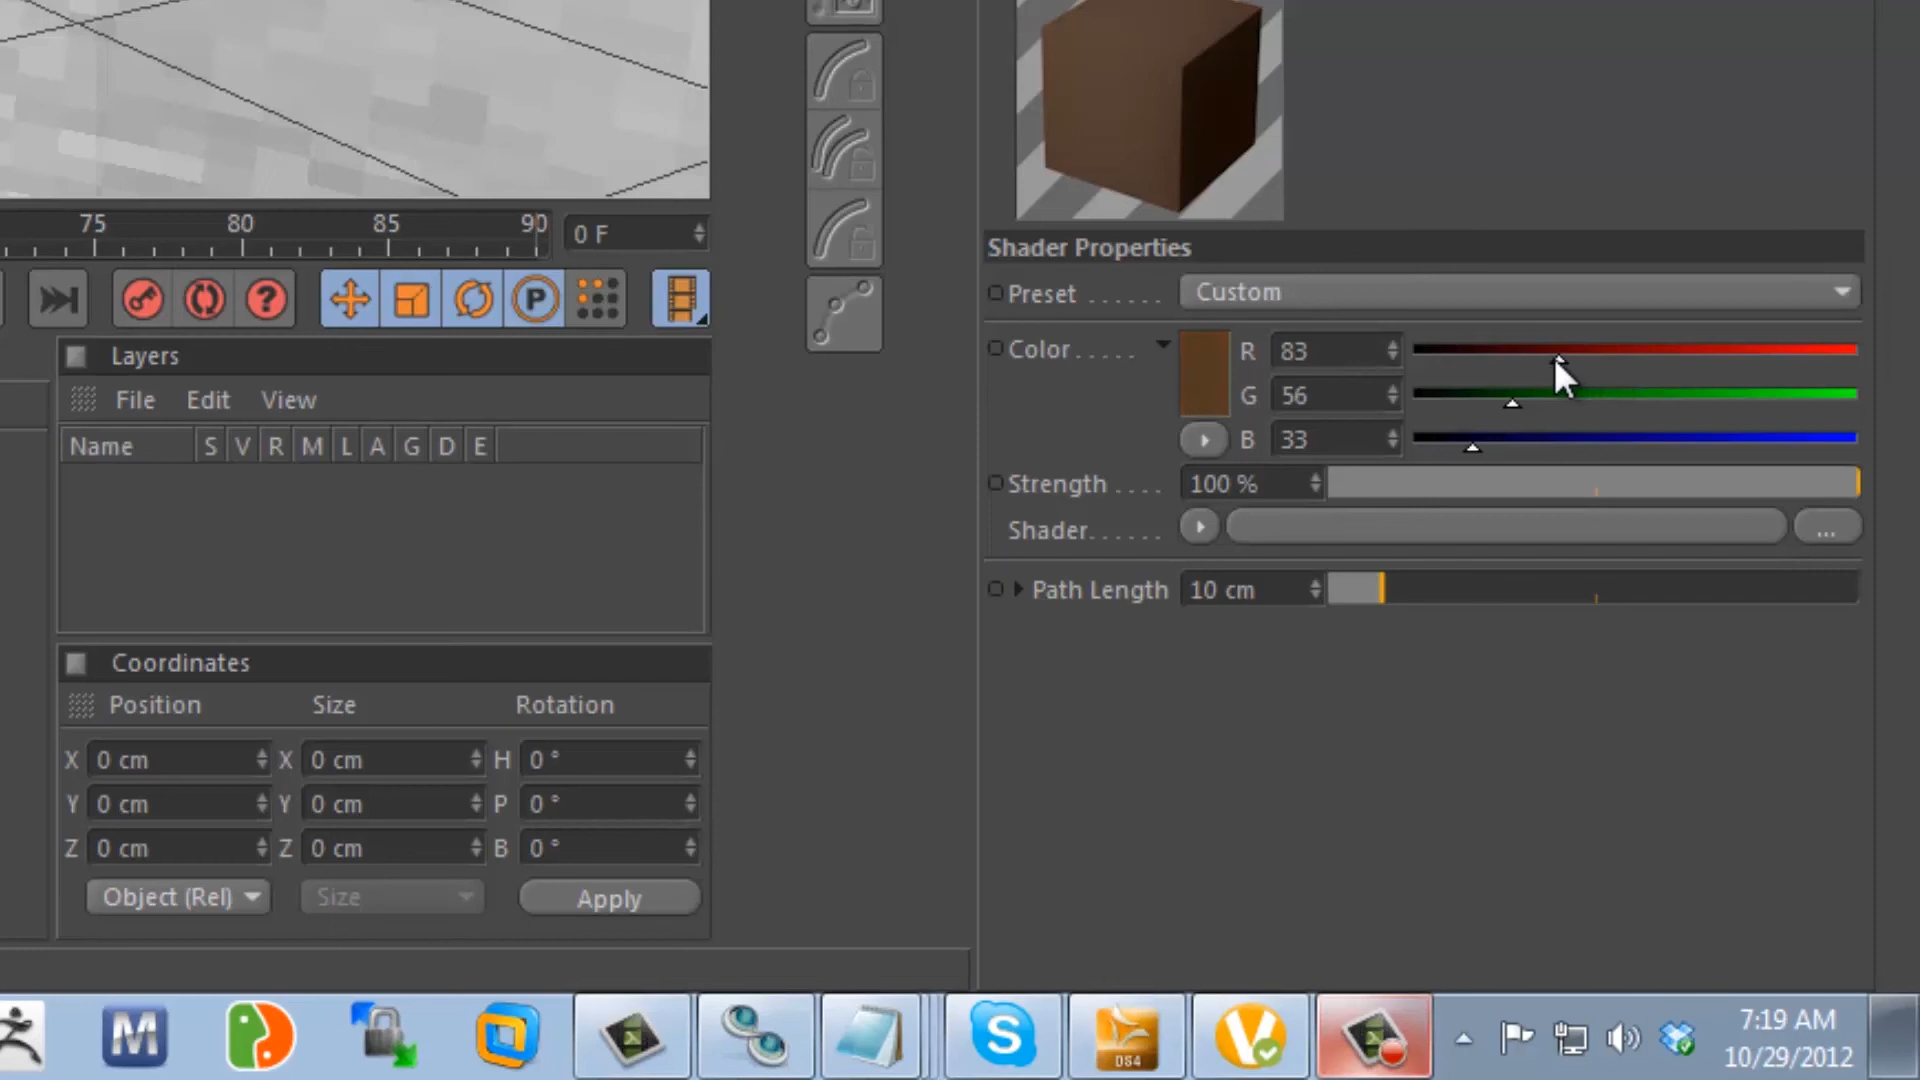 75 80 85 90
0 F
?
P
Layers
File Edit View
Name S V R M L A G D E
Coordinates
Position Size Rotation
X 0 cm X 0 cm H 0 °
Y 0 cm Y 0 cm P 0 °
Z 0 cm Z 0 cm B 0 °
Object (Rel) Size Apply
Shader Properties
Preset ...... Custom
Color..... R 83
G 56
B 33
Strength .... 100 %
Shader...... ...
Path Length 10 cm
M
S
DS4
V
7:19 AM
10/29/2012